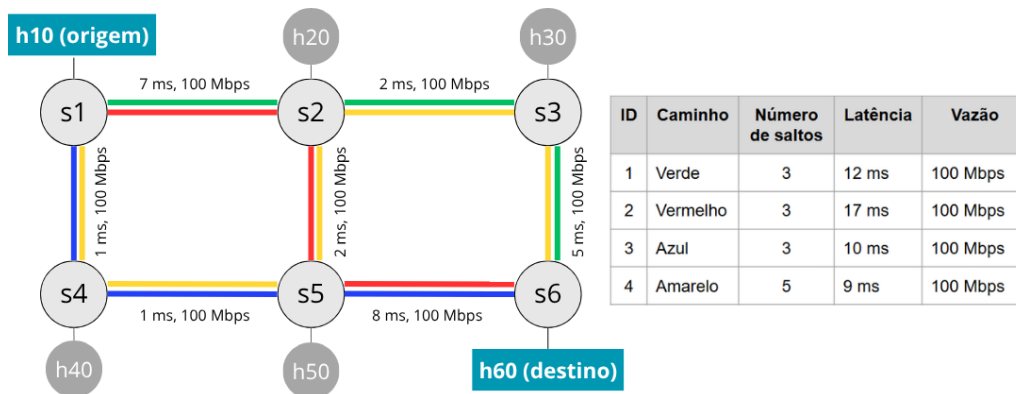 h10 (origem)
h20
h30
7 ms, 100 Mbps
2 ms, 100 Mbps
s1
s2
s3
1 ms, 100 Mbps
2 ms, 100 Mbps
5 ms, 100 Mbps
s4
s5
s6
1 ms, 100 Mbps
8 ms, 100 Mbps
h40
h50
h60 (destino)
ID Caminho Número de saltos Latência Vazão
1 Verde 3 12 ms 100 Mbps
2 Vermelho 3 17 ms 100 Mbps
3 Azul 3 10 ms 100 Mbps
4 Amarelo 5 9 ms 100 Mbps